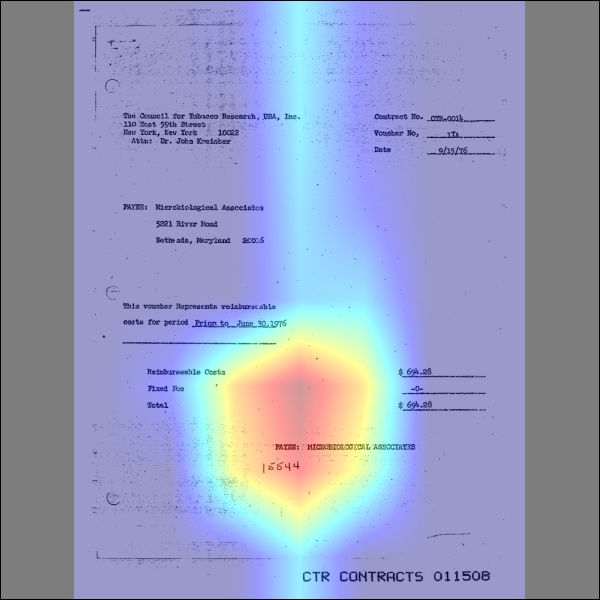 The Council for Tobacco Research, USA, Inc.
110 East 59th Street
New York, New York 10022
Attn: Dr. John Kreisher
Contract No. CTR-0014
Voucher No, 17A
Date 9/15/76
PAYEE: Microbiological Associates
5221 River Road
Bethesda, Maryland 20016
This voucher Represents reimbursable
costs for period Prior to June 30,1976
Reimburseable Costs $ 694.28
Fixed Fee -0-
Total $ 694.28
PAYEE: MICROBIOLOGICAL ASSOCIATES
15544
CTR CONTRACTS 011508